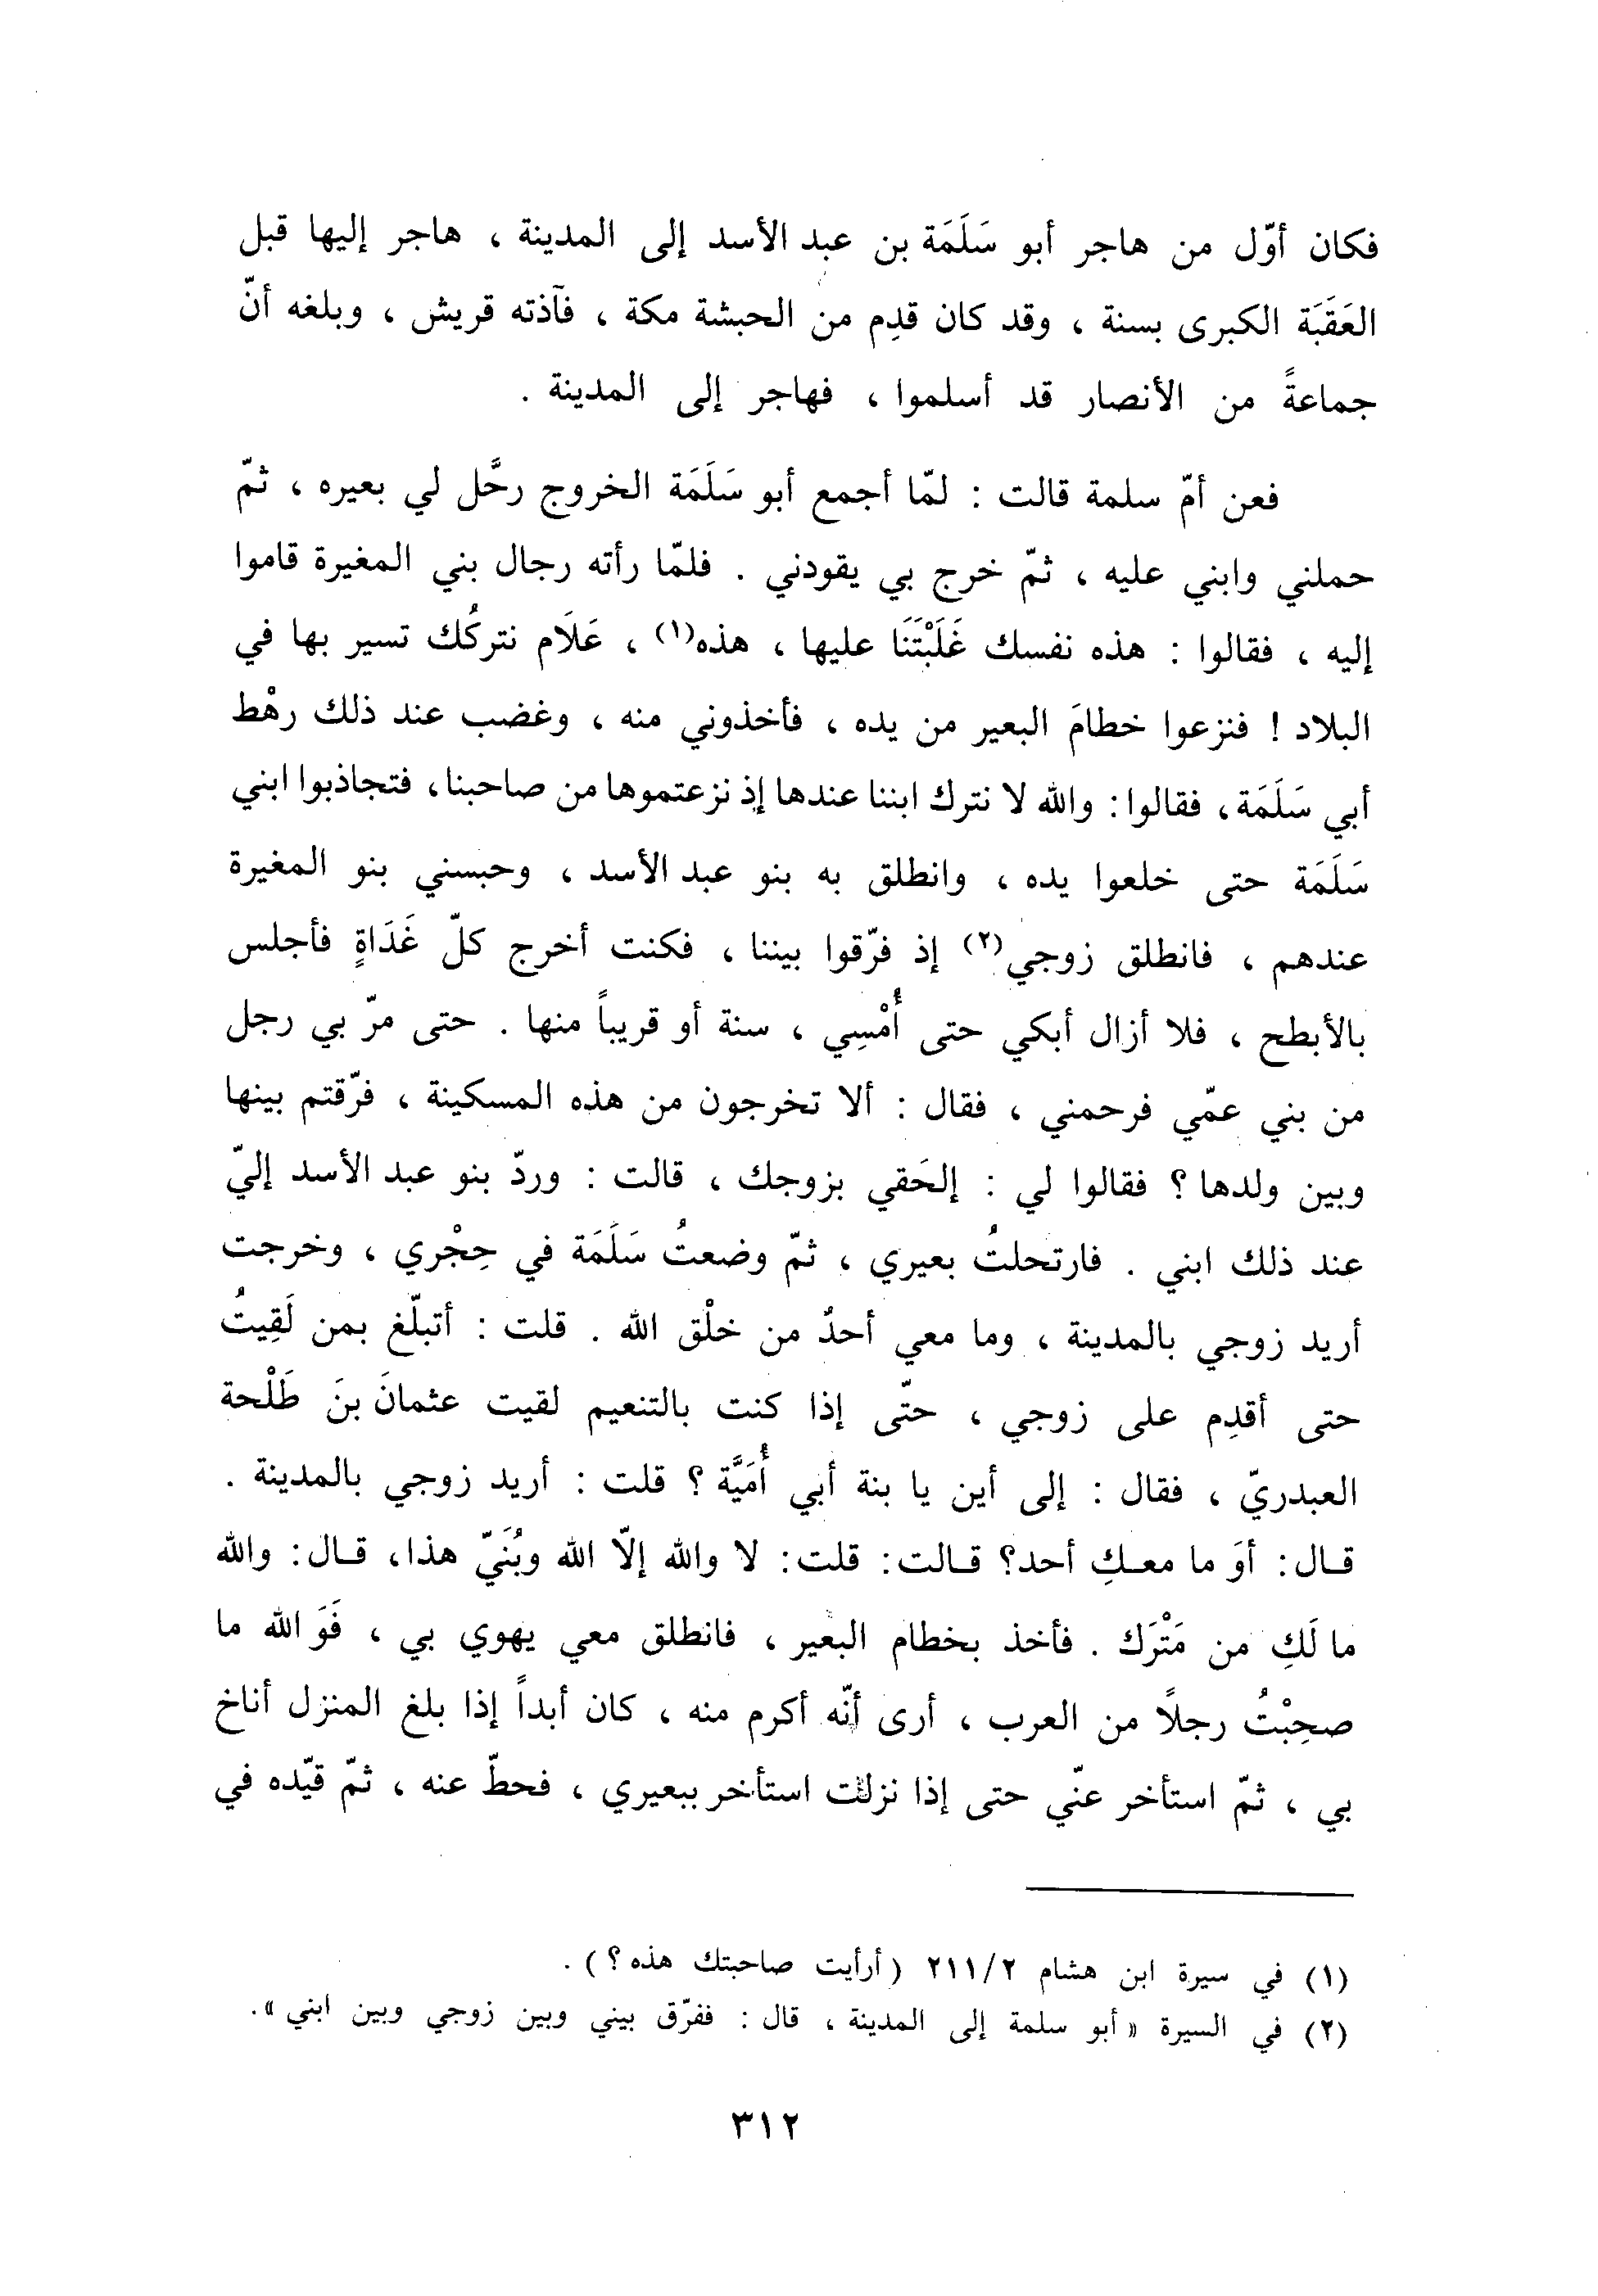 فكان أوّل من هاجر أبو سَلَمَة بن عبد الأسد إلى المدينة ، هاجر إليها قبل
العَقَبَة الكبرى بسنة ، وقد كان قدِم من الحبشة مكة ، فآذته قريش ، وبلغه أنّ
جماعةً من الأنصار قد أسلموا ، فهاجر إلى المدينة .
فعن أمّ سلمة قالت : لمّا أجمع أبو سَلَمَة الخروج رحَّل لي بعيره ، ثمّ
حملني وابني عليه ، ثمّ خرج بي يقودني . فلمّا رأته رجال بني المغيرة قاموا
إليه ، فقالوا : هذه نفسك غَلَبْتَنَا عليها ، هذه(١) ، عَلَام نتركُك تسير بها في
البلاد ! فنزعوا خطامَ البعير من يده ، فأخذوني منه ، وغضب عند ذلك رهْط
أبي سَلَمَة ، فقالوا : والله لا نترك ابننا عندها إذ نزعتموها من صاحبنا ، فتجاذبوا ابني
سَلَمَة حتى خلعوا يده ، وانطلق به بنو عبد الأسد ، وحبسني بنو المغيرة
عندهم ، فانطلق زوجي(٢) إذ فرّقوا بيننا ، فكنت أخرج كلّ غَدَاةٍ فأجلس
بالأبطح ، فلا أزال أبكي حتى أُمْسِي ، سنة أو قريباً منها . حتى مرّ بي رجل
من بني عمّي فرحمني ، فقال : ألا تخرجون من هذه المسكينة ، فرّقتم بينها
وبين ولدها ؟ فقالوا لي : إلحَقي بزوجك ، قالت : وردّ بنو عبد الأسد إليّ
عند ذلك ابني . فارتحلتُ بعيري ، ثمّ وضعتُ سَلَمَة في حِجْري ، وخرجت
أريد زوجي بالمدينة ، وما معي أحدٌ من خلْق الله . قلت : أتبلّغ بمن لَقِيتُ
حتى أقدِم على زوجي ، حتّى إذا كنت بالتنعيم لقيت عثمانَ بنَ طَلْحة
العبدريّ ، فقال : إلى أين يا بنة أبي أُمَيَّة ؟ قلت : أريد زوجي بالمدينة .
قال : أوَ ما معكِ أحد؟ قالت : قلت : لا والله إلّا الله وبُنَيّ هذا، قال : والله
ما لَكِ من مَتْرَك . فأخذ بخطام البعير ، فانطلق معي يهوي بي ، فَوَ الله ما
صحِبْتُ رجلًا من العرب ، أرى أنّه أكرم منه ، كان أبداً إذا بلغ المنزل أناخ
بي ، ثمّ استأخر عنّي حتى إذا نزلت استأخر ببعيري ، فحطّ عنه ، ثمّ قيّده في
(١) في سيرة ابن هشام ٢/٢١١ (أرأيت صاحبتك هذه ؟) .
(٢) في السيرة « أبو سلمة إلى المدينة ، قال : ففرّق بيني وبين زوجي وبين ابني » .
٣١٢